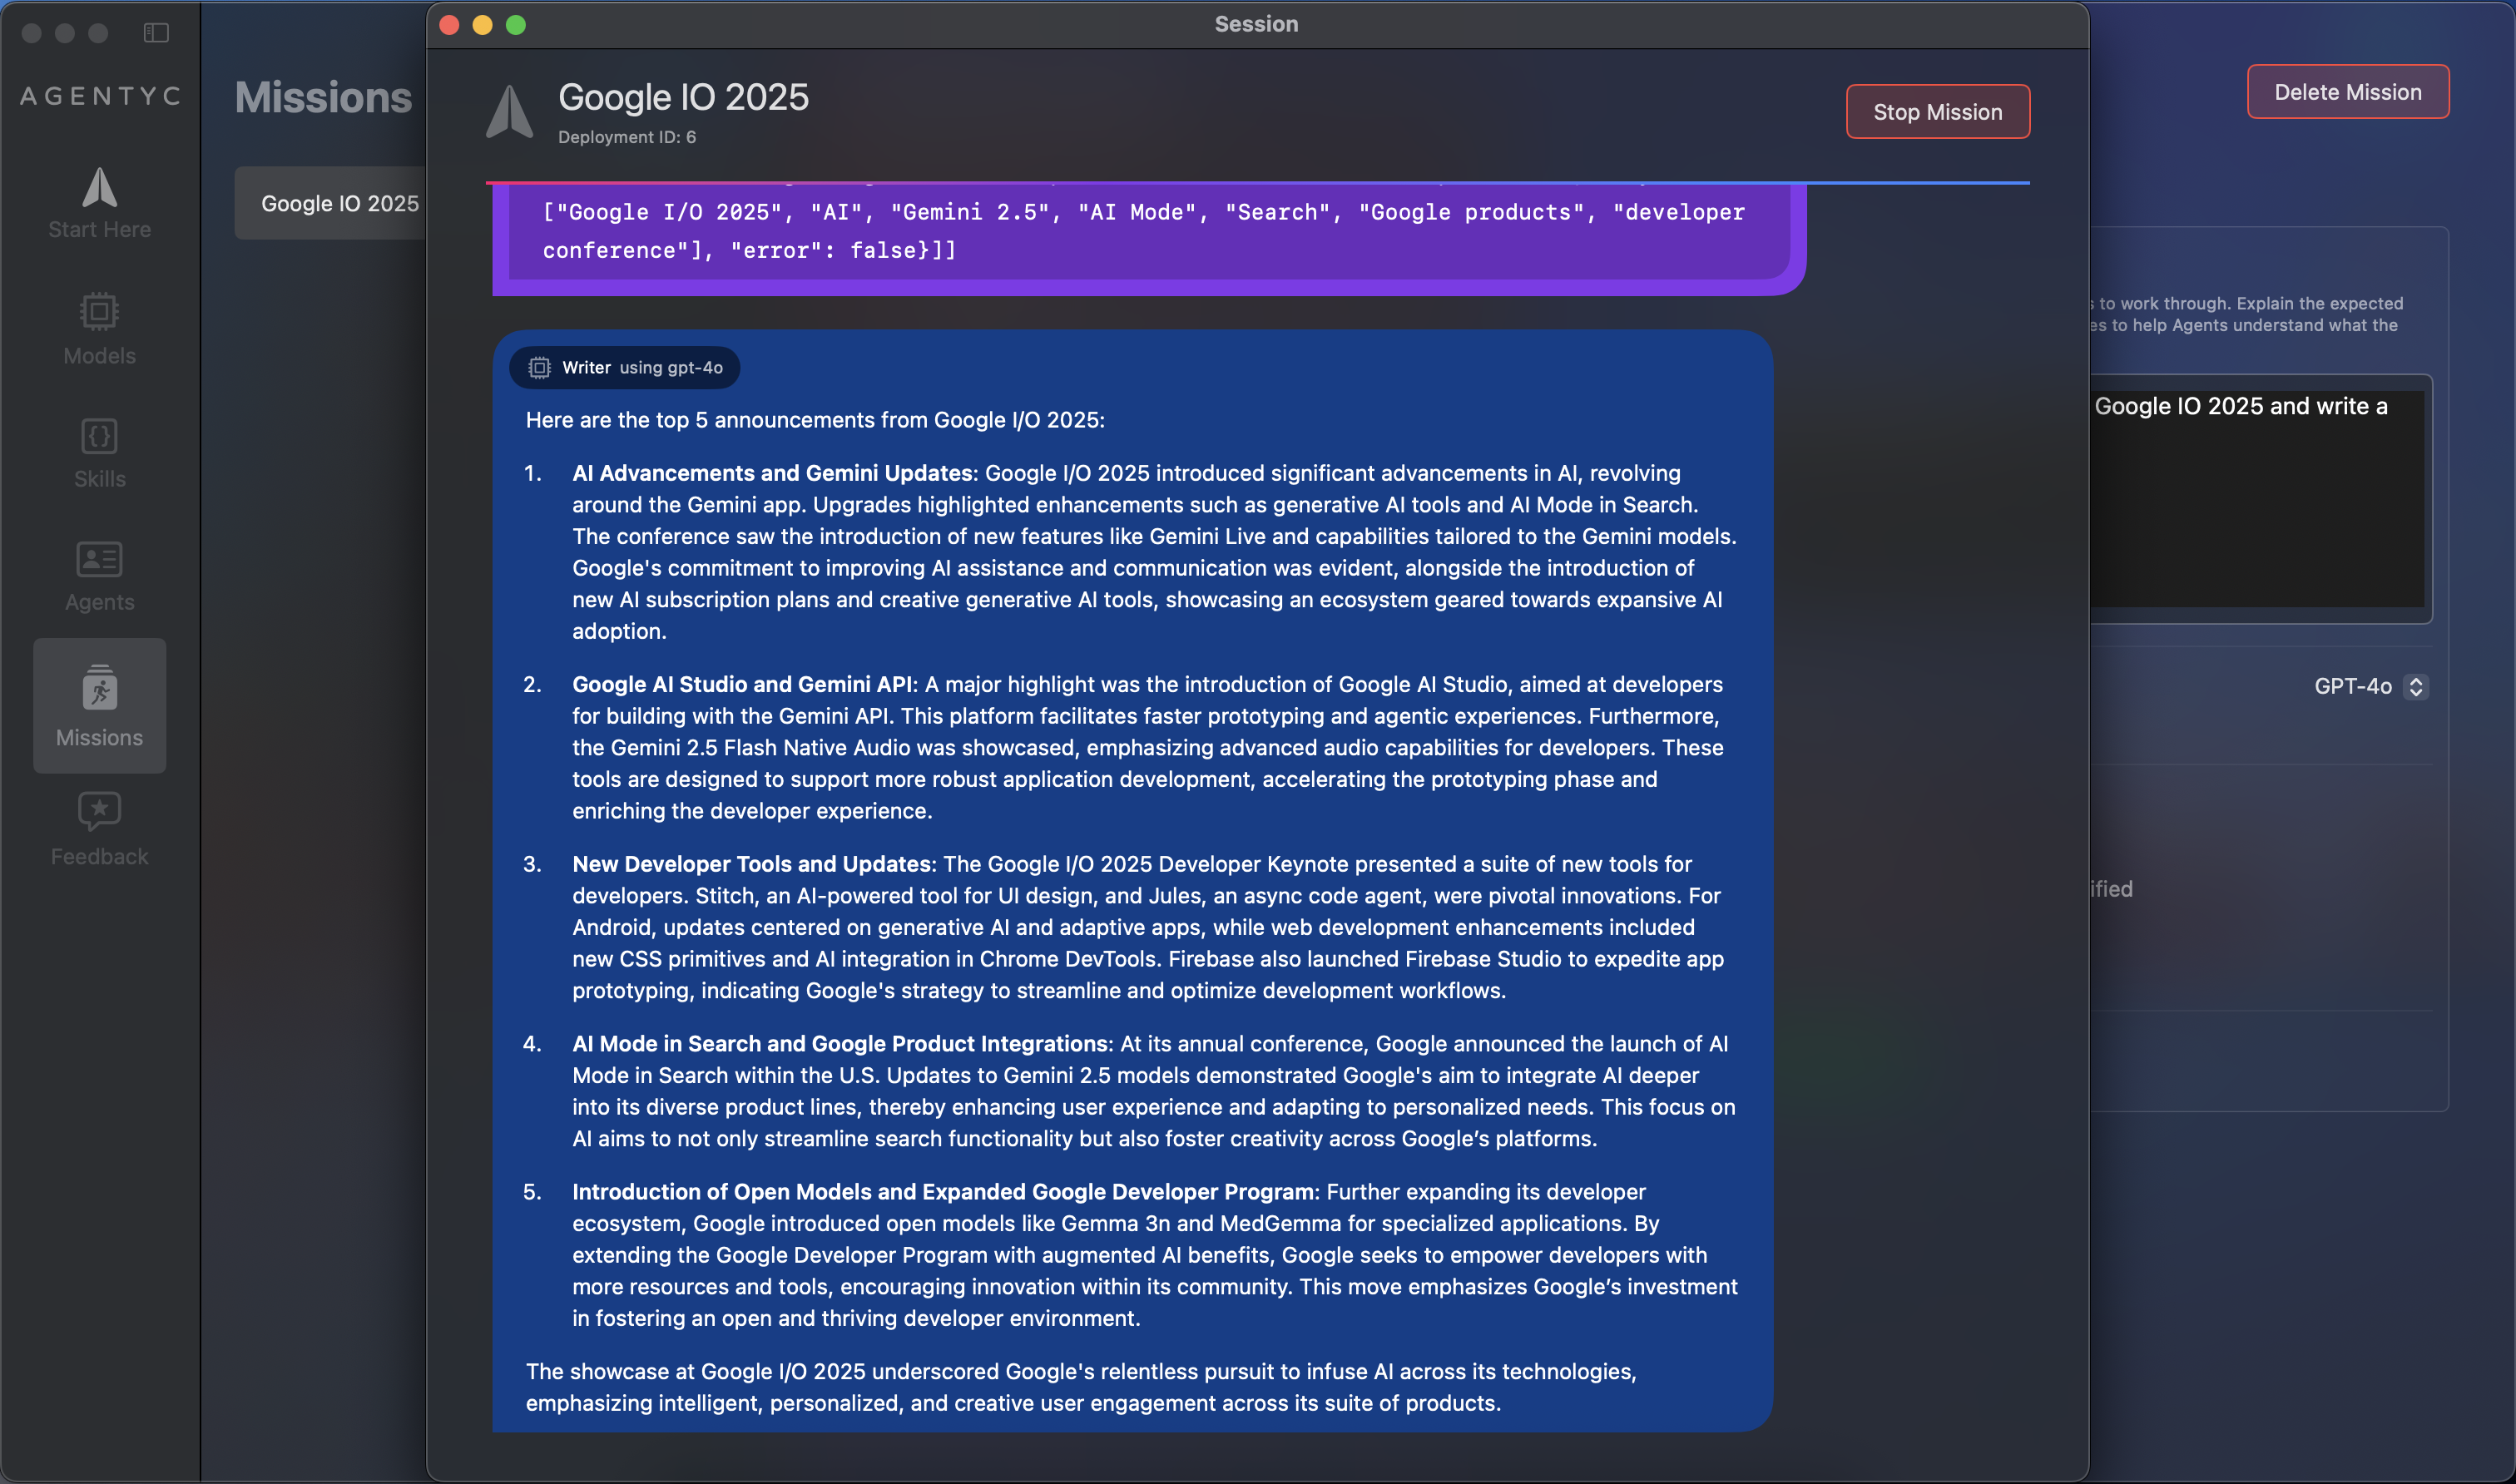 AGENTYC
Start Here
Models
Skills
Agents
Missions
Feedback
Missions
Google IO 2025
Session
Google IO 2025
Deployment ID: 6
Stop Mission
["Google I/O 2025", "AI", "Gemini 2.5", "AI Mode", "Search", "Google products", "developer
conference"], "error": false}]]
Writer using gpt-4o
Here are the top 5 announcements from Google I/O 2025:
1. AI Advancements and Gemini Updates: Google I/O 2025 introduced significant advancements in AI, revolving
around the Gemini app. Upgrades highlighted enhancements such as generative AI tools and AI Mode in Search.
The conference saw the introduction of new features like Gemini Live and capabilities tailored to the Gemini models.
Google's commitment to improving AI assistance and communication was evident, alongside the introduction of
new AI subscription plans and creative generative AI tools, showcasing an ecosystem geared towards expansive AI
adoption.
2. Google AI Studio and Gemini API: A major highlight was the introduction of Google AI Studio, aimed at developers
for building with the Gemini API. This platform facilitates faster prototyping and agentic experiences. Furthermore,
the Gemini 2.5 Flash Native Audio was showcased, emphasizing advanced audio capabilities for developers. These
tools are designed to support more robust application development, accelerating the prototyping phase and
enriching the developer experience.
3. New Developer Tools and Updates: The Google I/O 2025 Developer Keynote presented a suite of new tools for
developers. Stitch, an AI-powered tool for UI design, and Jules, an async code agent, were pivotal innovations. For
Android, updates centered on generative AI and adaptive apps, while web development enhancements included
new CSS primitives and AI integration in Chrome DevTools. Firebase also launched Firebase Studio to expedite app
prototyping, indicating Google's strategy to streamline and optimize development workflows.
4. AI Mode in Search and Google Product Integrations: At its annual conference, Google announced the launch of AI
Mode in Search within the U.S. Updates to Gemini 2.5 models demonstrated Google's aim to integrate AI deeper
into its diverse product lines, thereby enhancing user experience and adapting to personalized needs. This focus on
AI aims to not only streamline search functionality but also foster creativity across Google’s platforms.
5. Introduction of Open Models and Expanded Google Developer Program: Further expanding its developer
ecosystem, Google introduced open models like Gemma 3n and MedGemma for specialized applications. By
extending the Google Developer Program with augmented AI benefits, Google seeks to empower developers with
more resources and tools, encouraging innovation within its community. This move emphasizes Google’s investment
in fostering an open and thriving developer environment.
The showcase at Google I/O 2025 underscored Google's relentless pursuit to infuse AI across its technologies,
emphasizing intelligent, personalized, and creative user engagement across its suite of products.
Delete Mission
to work through. Explain the expected
to help Agents understand what the
Google IO 2025 and write a
GPT-4o
ified